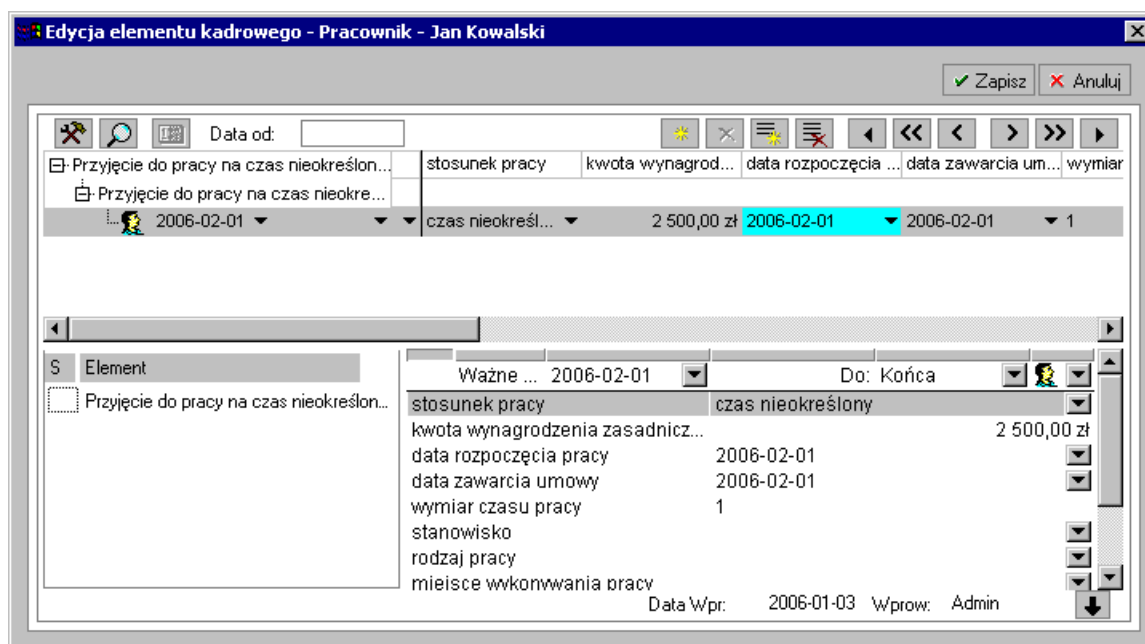 Edycja elementu kadrowego - Pracownik - Jan Kowalski
Zapisz Anuluj
Data od:
Przyjęcie do pracy na czas nieokreślon... stosunek pracy kwota wynagrod... data rozpoczęcia ... data zawarcia um... wymiar
Przyjęcie do pracy na czas nieokre...
2006-02-01 czas nieokreśl... 2 500,00 zł 2006-02-01 2006-02-01 1
S Element
Przyjęcie do pracy na czas nieokreślon...
Ważne ... 2006-02-01 Do: Końca
stosunek pracy czas nieokreślony
kwota wynagrodzenia zasadnicz... 2 500,00 zł
data rozpoczęcia pracy 2006-02-01
data zawarcia umowy 2006-02-01
wymiar czasu pracy 1
stanowisko
rodzaj pracy
miejsce wykonywania pracy
Data Wpr: 2006-01-03 Wprow: Admin